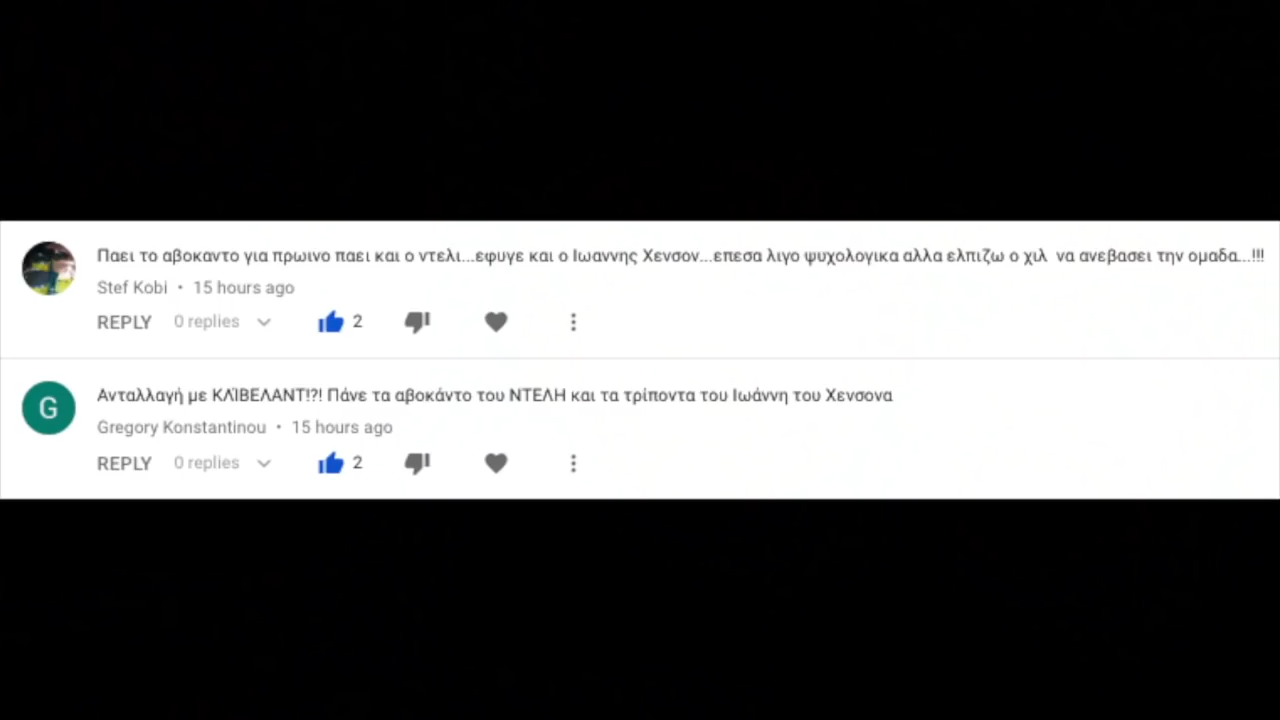 Παει το αβοκαντο για πρωινο παει και ο ντελι...εφυγε και ο Ιωαννης Χενσον...επεσα λιγο ψυχολογικα αλλα ελπιζω ο χιλ να ανεβασει την ομαδα...!!!
Stef Kobi • 15 hours ago
REPLY 0 replies 2
Ανταλλαγή με ΚΛΊΒΕΛΑΝΤ!?! Πάνε τα αβοκάντο του ΝΤΕΛΗ και τα τρίποντα του Ιωάννη του Χενσονα
G
Gregory Konstantinou • 15 hours ago
REPLY 0 replies 2